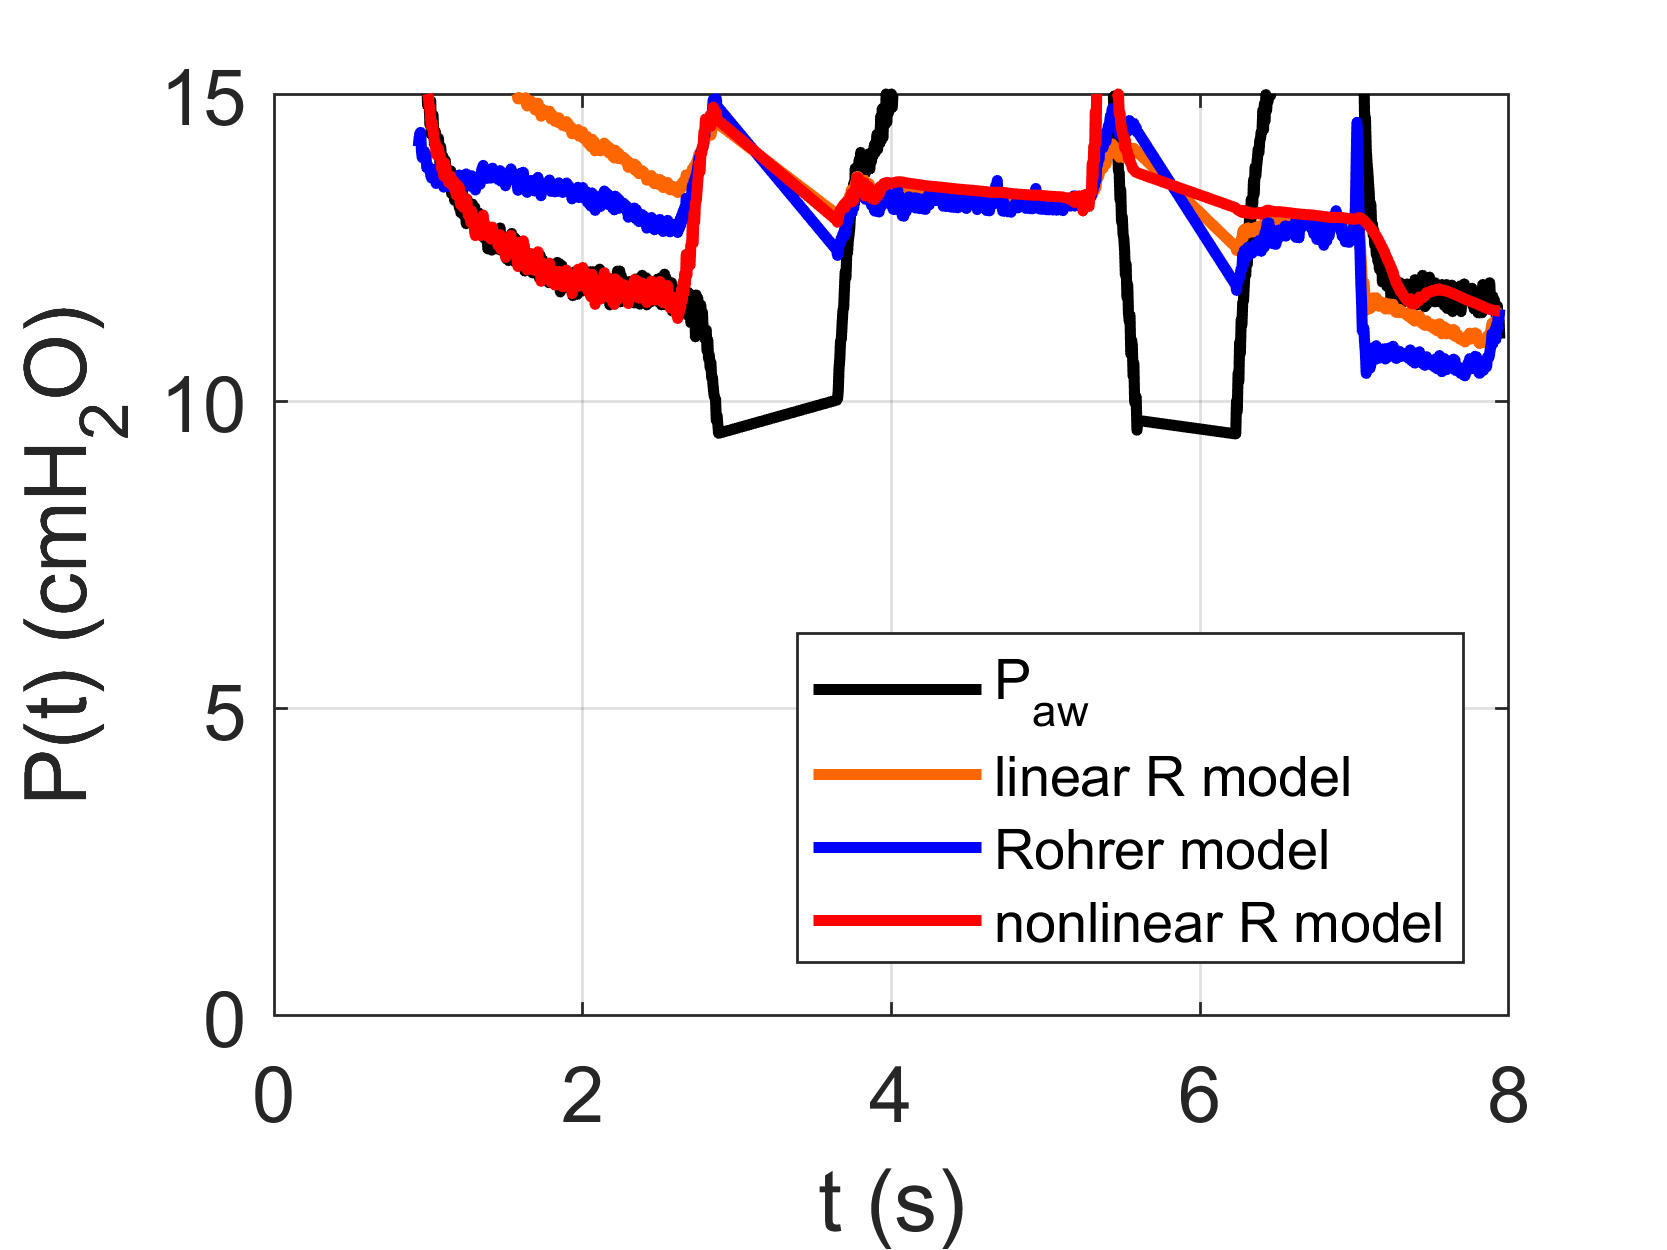 P(t) (cmH2O)
15
10
5
0
Paw
linear R model
Rohrer model
nonlinear R model
0 2 4 6 8
t (s)